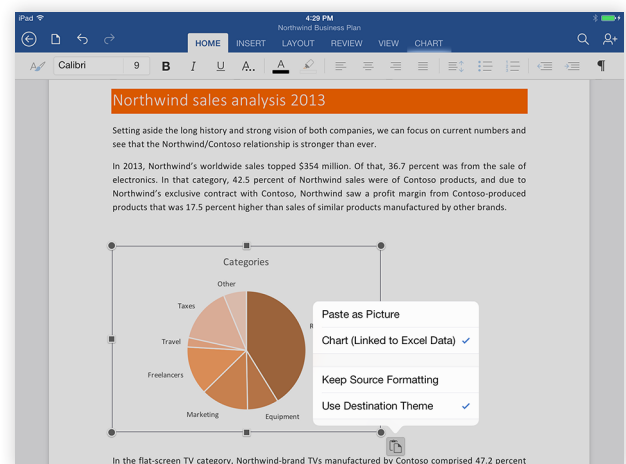 iPad 4:29 PM
Northwind Business Plan
HOME INSERT LAYOUT REVIEW VIEW CHART
Calibri 9 B I U A.. A
Northwind sales analysis 2013
Setting aside the long history and strong vision of both companies, we can focus on current numbers and
see that the Northwind/Contoso relationship is stronger than ever.
In 2013, Northwind's worldwide sales topped $354 million. Of that, 36.7 percent was from the sale of
electronics. In that category, 42.5 percent of Northwind sales were of Contoso products, and due to
Northwind's exclusive contract with Contoso, Northwind saw a profit margin from Contoso-produced
products that was 17.5 percent higher than sales of similar products manufactured by other brands.
Categories
Other
Taxes
Travel
Freelancers
Marketing
Equipment
R
Paste as Picture
Chart (Linked to Excel Data)
Keep Source Formatting
Use Destination Theme
In the flat-screen TV category, Northwind-brand TVs manufactured by Contoso comprised 47.2 percent